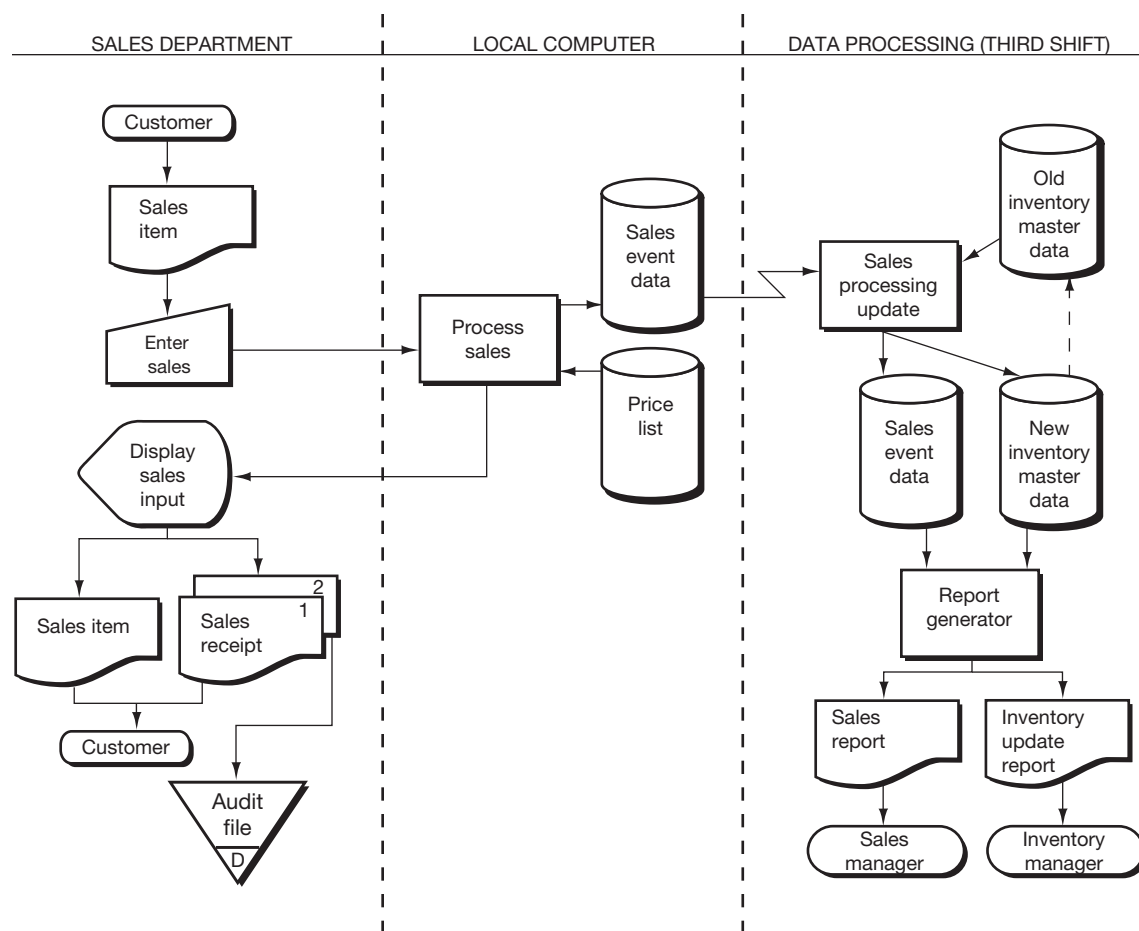 SALES DEPARTMENT
LOCAL COMPUTER
DATA PROCESSING (THIRD SHIFT)
Customer
Sales
item
Enter
sales
Display
sales
input
Sales item
2
1
Sales
receipt
Customer
Audit
file
D
Process
sales
Sales
event
data
Price
list
Old
inventory
master
data
Sales
processing
update
Sales
event
data
New
inventory
master
data
Report
generator
Sales
report
Inventory
update
report
Sales
manager
Inventory
manager